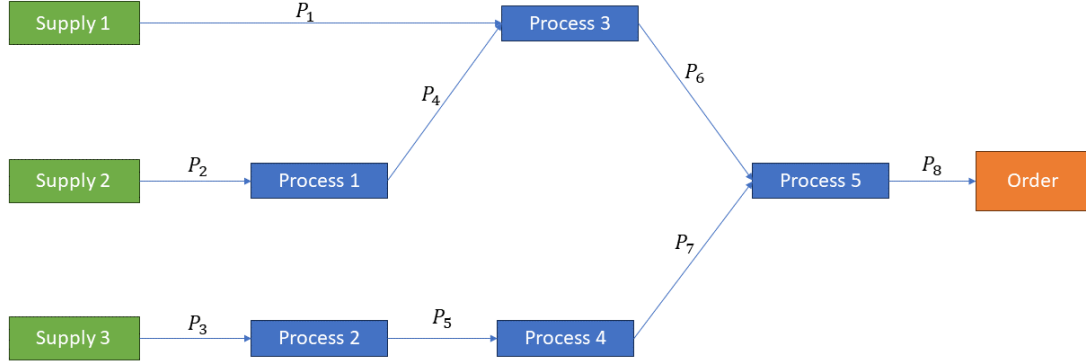 Supply 1
P₁
Process 3
P₄
P₆
Supply 2
P₂
Process 1
Process 5
P₈
Order
P₇
Supply 3
P₃
Process 2
P₅
Process 4